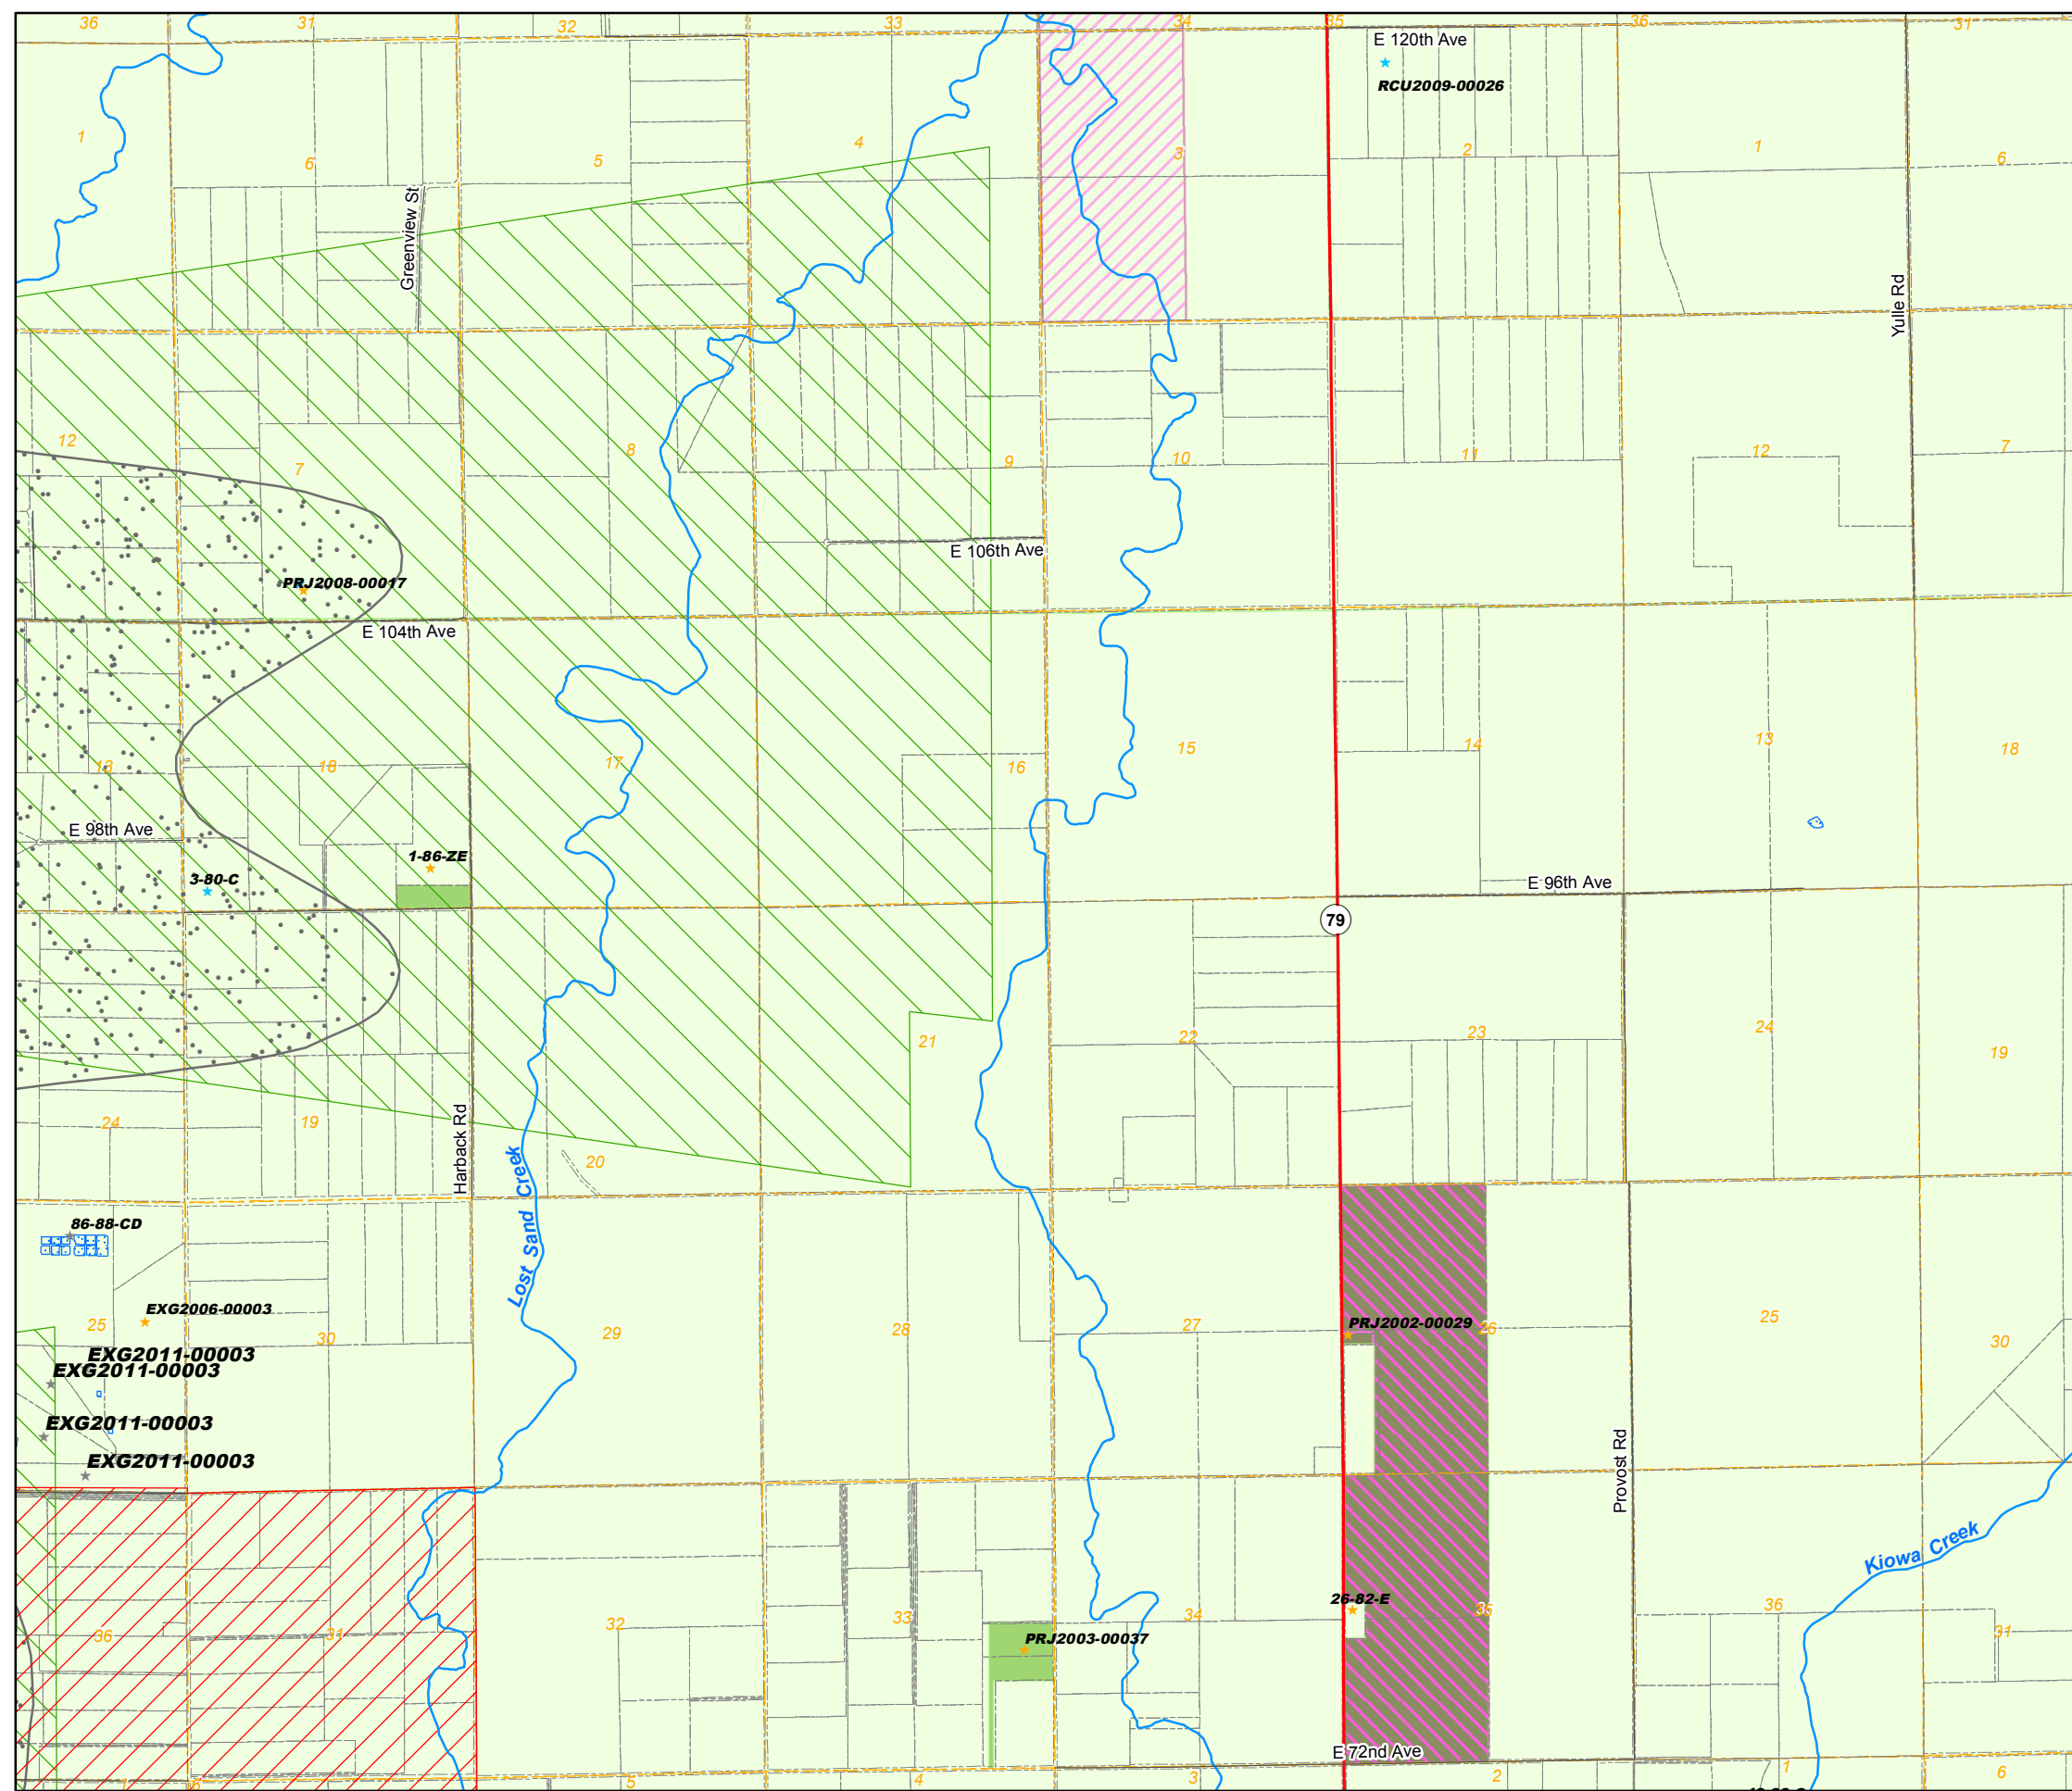 36
31
32
33
34
35
36
31
E 120th Ave
RCU2009-00026
1
6
5
4
3
2
1
6
Greenview St
Yulle Rd
12
7
8
9
10
11
12
7
E 106th Ave
PRJ2008-00017
E 104th Ave
13
18
17
16
15
14
13
18
E 98th Ave
1-86-ZE
3-80-C
E 96th Ave
79
24
19
20
21
22
23
24
19
Harback Rd
Lost Sand Creek
86-88-CD
EXG2006-00003
25
30
29
28
27
PRJ2002-00029
26
25
30
EXG2011-00003
EXG2011-00003
EXG2011-00003
EXG2011-00003
Provost Rd
Kiowa Creek
26-82-E
36
31
32
33
34
35
36
31
PRJ2003-00037
E 72nd Ave
1
6
5
4
3
2
1
6